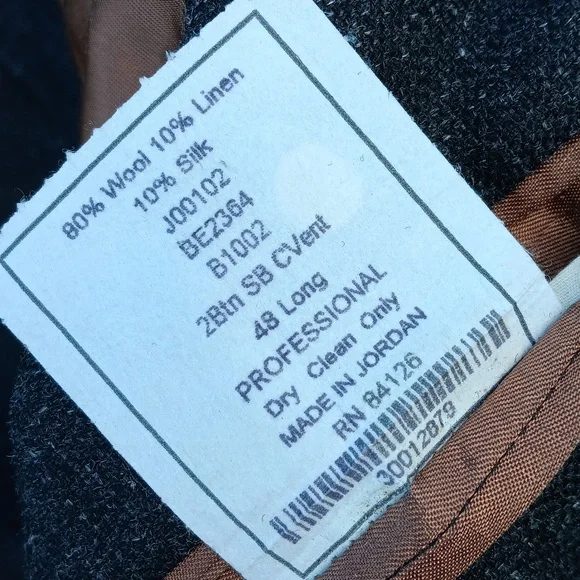 80% Wool 10% Linen
10% Silk
J00102
BE2364
B1002
2Btn SB CVent
48 Long
PROFESSIONAL
Dry Clean Only
MADE IN JORDAN
RN 84126
30012879